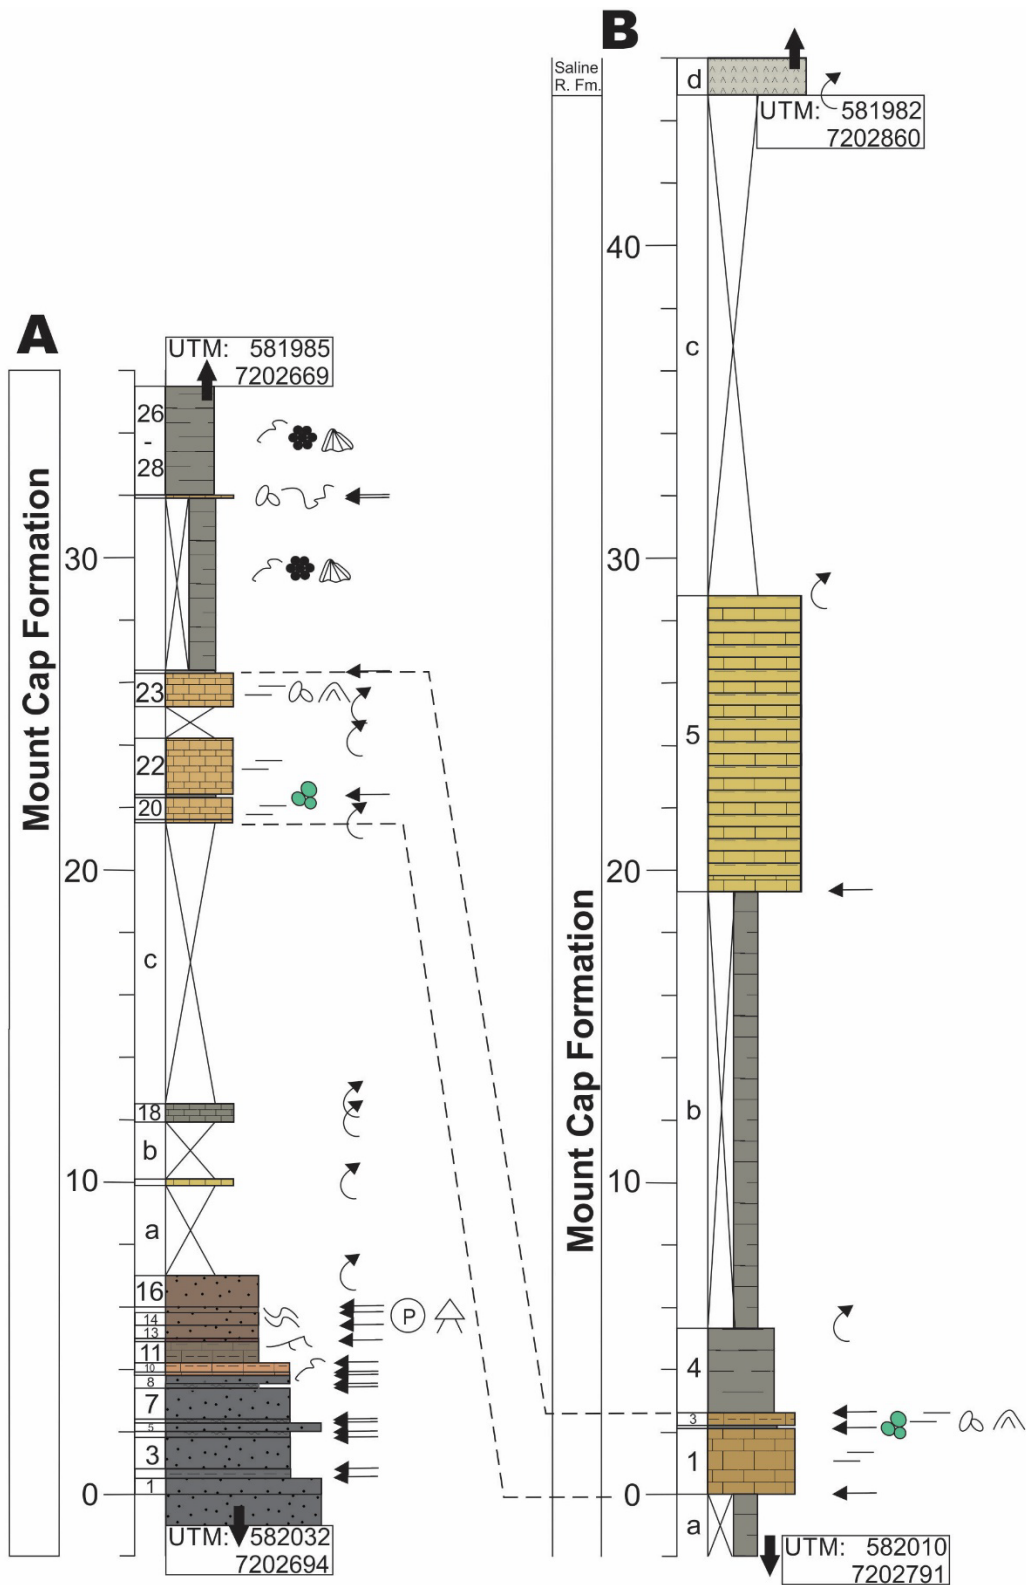 A
UTM: 581985
7202669
Mount Cap Formation
30
20
10
0
26
-
28
23
22
20
c
18
b
a
16
14
13
11
10
8
7
5
3
1
P
UTM: 582032
7202694
B
Saline
R. Fm.
Mount Cap Formation
40
30
20
10
0
d
UTM: 581982
7202860
c
5
b
4
3
1
a
UTM: 582010
7202791